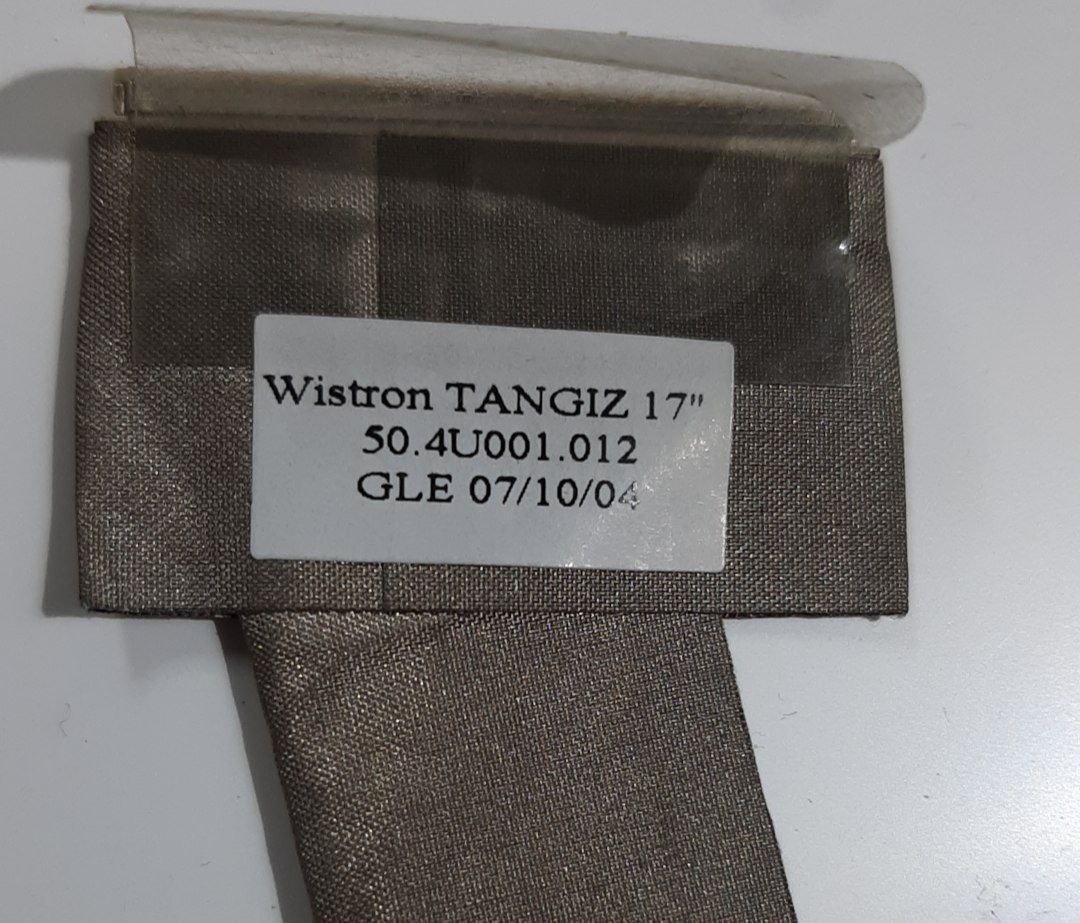 Wistron TANGIZ 17"
50.4U001.012
GLE 07/10/04